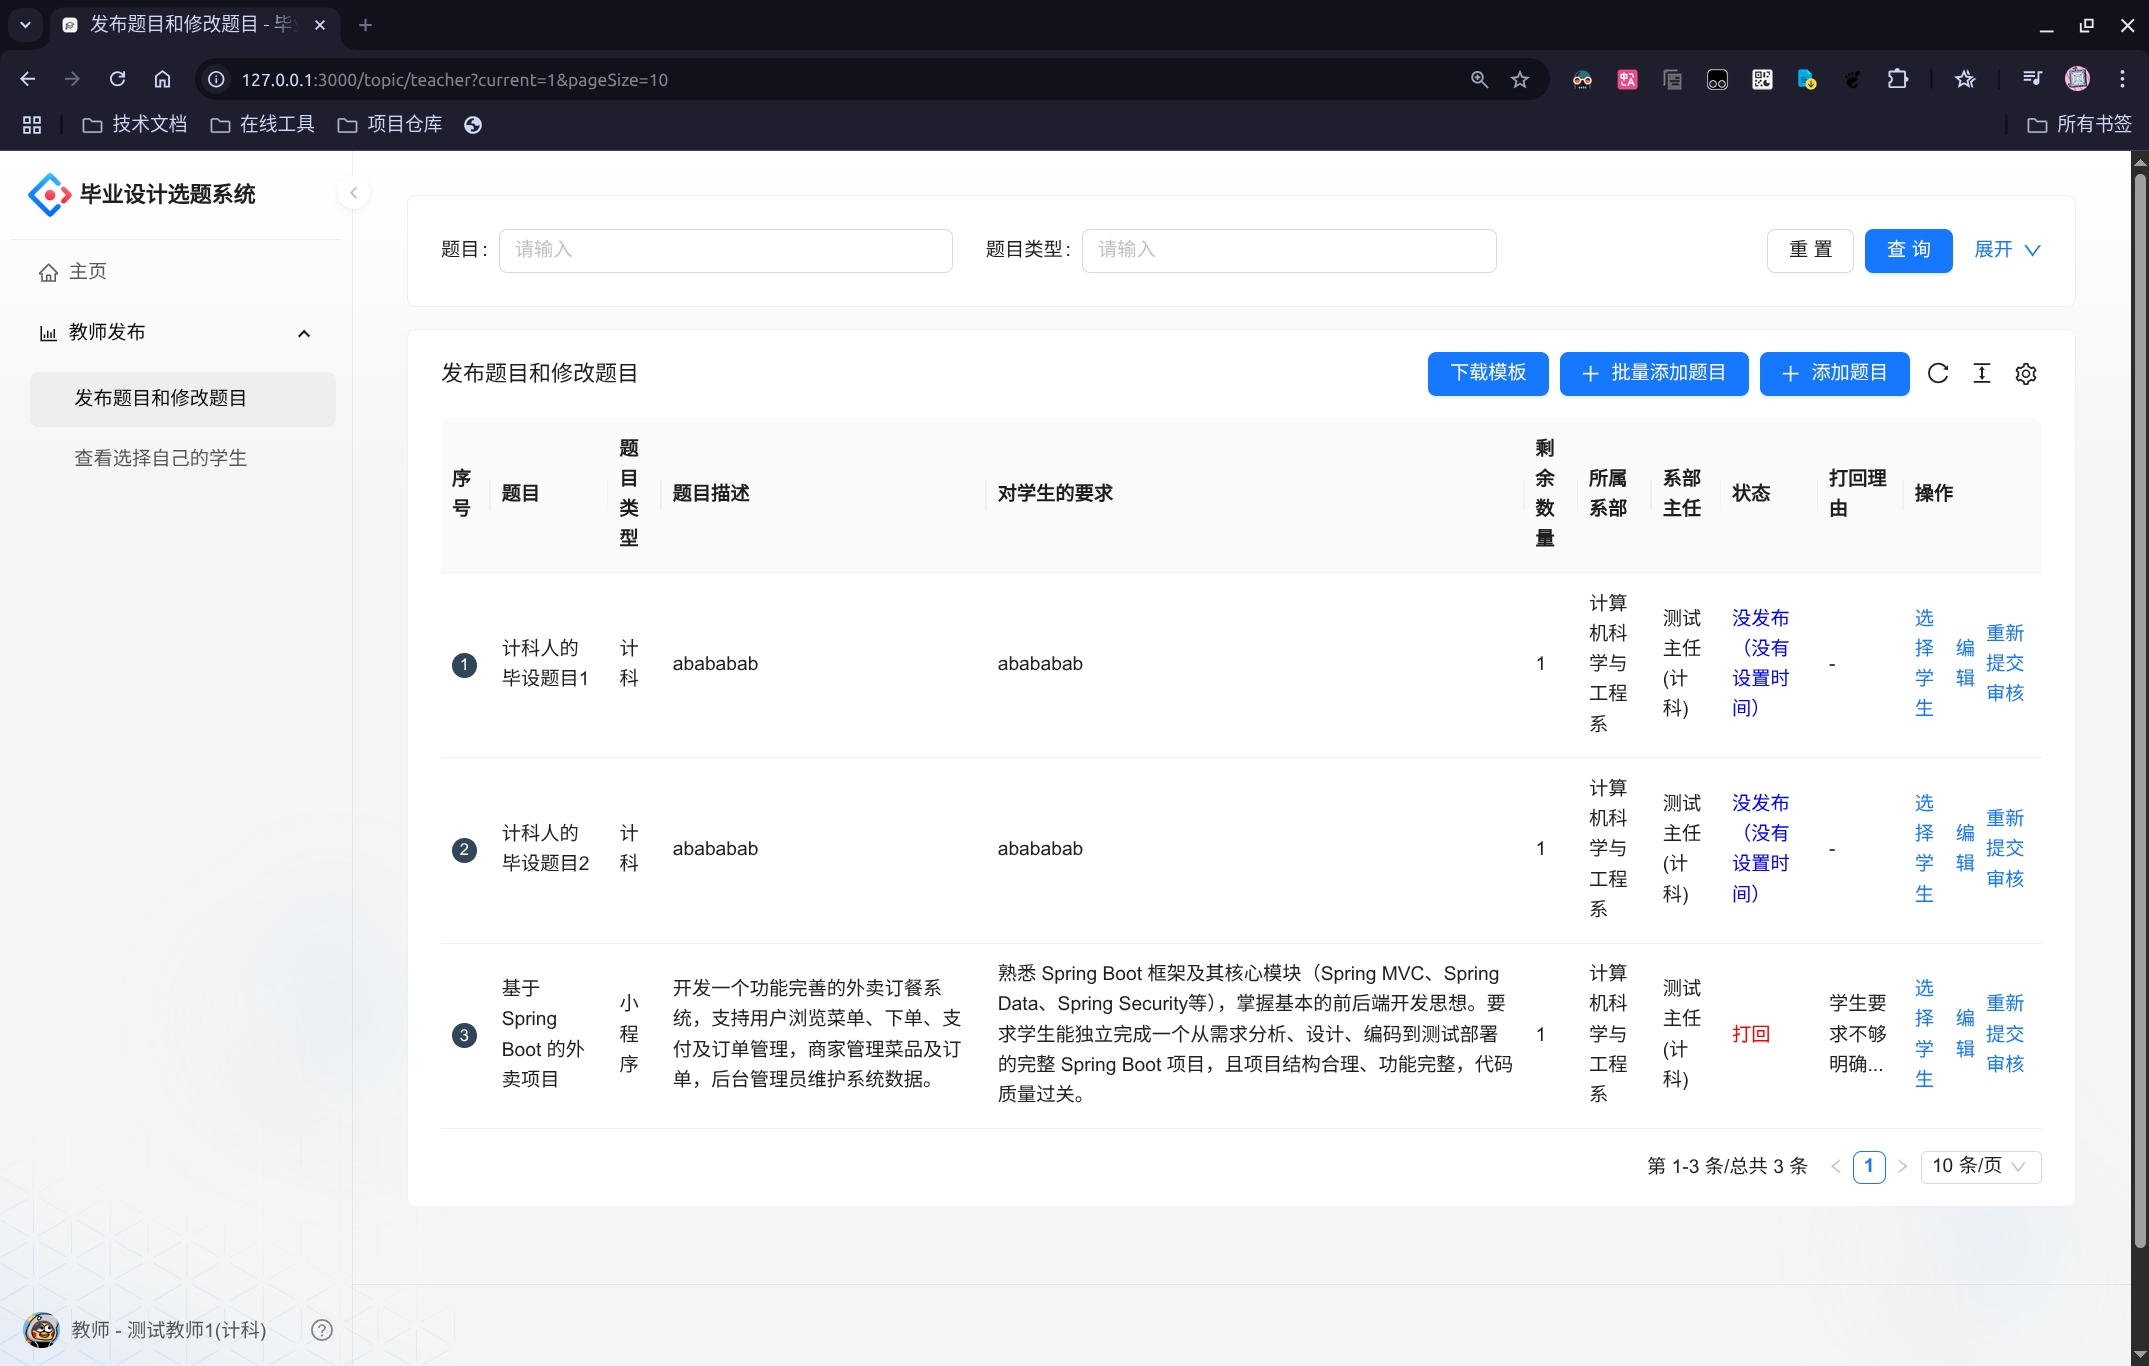 发布题目和修改题目 - 毕
127.0.0.1:3000/topic/teacher?current=1&pageSize=10
技术文档
在线工具
项目仓库
所有书签
毕业设计选题系统
主页
教师发布
发布题目和修改题目
查看选择自己的学生
题目: 请输入
题目类型: 请输入
重 置
查 询
展开
发布题目和修改题目
下载模板
批量添加题目
添加题目
序
号
题目
题
目
类
型
题目描述
对学生的要求
剩
余
数
量
所属
系部
系部
主任
状态
打回理
由
操作
1
计科人的
毕设题目1
计
科
abababab
abababab
1
计算
机科
学与
工程
系
测试
主任
(计
科)
没发布
（没有
设置时
间）
-
选
择
学
生
编
辑
重新
提交
审核
2
计科人的
毕设题目2
计
科
abababab
abababab
1
计算
机科
学与
工程
系
测试
主任
(计
科)
没发布
（没有
设置时
间）
-
选
择
学
生
编
辑
重新
提交
审核
3
基于
Spring
Boot 的外
卖项目
小
程
序
开发一个功能完善的外卖订餐系
统，支持用户浏览菜单、下单、支
付及订单管理，商家管理菜品及订
单，后台管理员维护系统数据。
熟悉 Spring Boot 框架及其核心模块（Spring MVC、Spring
Data、Spring Security等），掌握基本的前后端开发思想。要
求学生能独立完成一个从需求分析、设计、编码到测试部署
的完整 Spring Boot 项目，且项目结构合理、功能完整，代码
质量过关。
1
计算
机科
学与
工程
系
测试
主任
(计
科)
打回
学生要
求不够
明确...
选
择
学
生
编
辑
重新
提交
审核
第 1-3 条/总共 3 条
1
10 条/页
教师 - 测试教师1(计科)